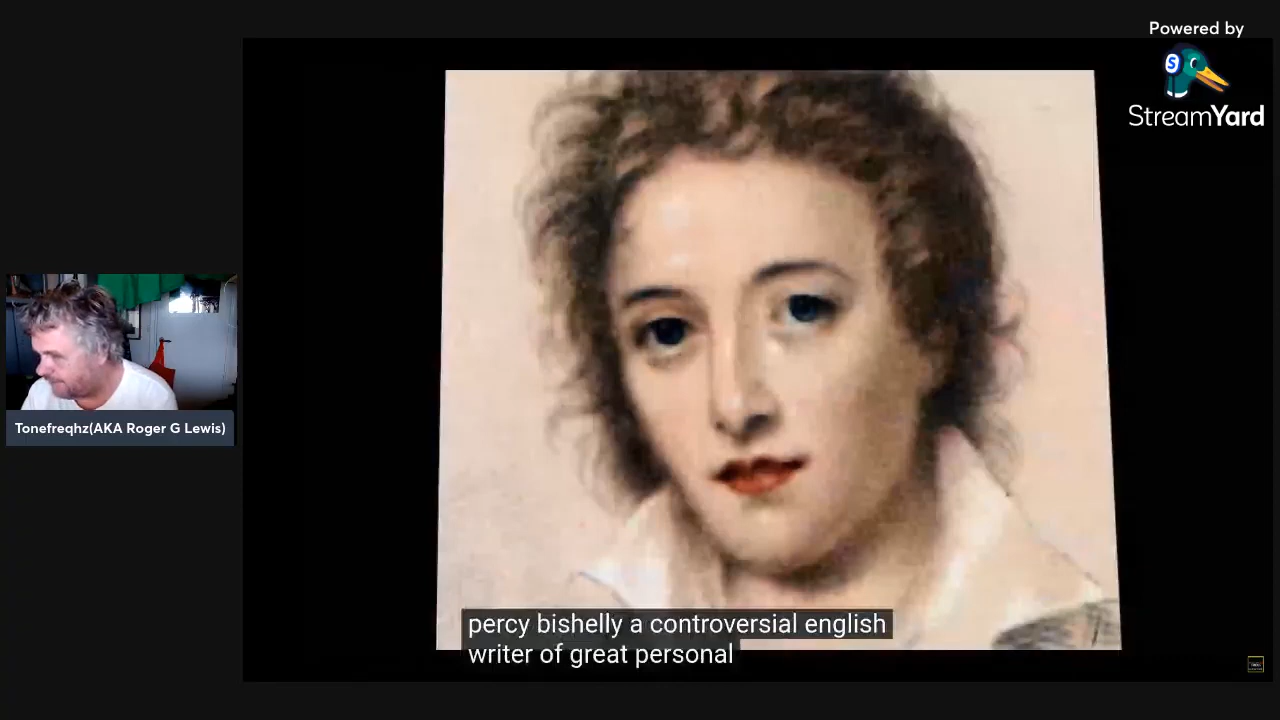 Powered by
StreamYard
Tonefreqhz(AKA Roger G Lewis)
percy bishelly a controversial english
writer of great personal